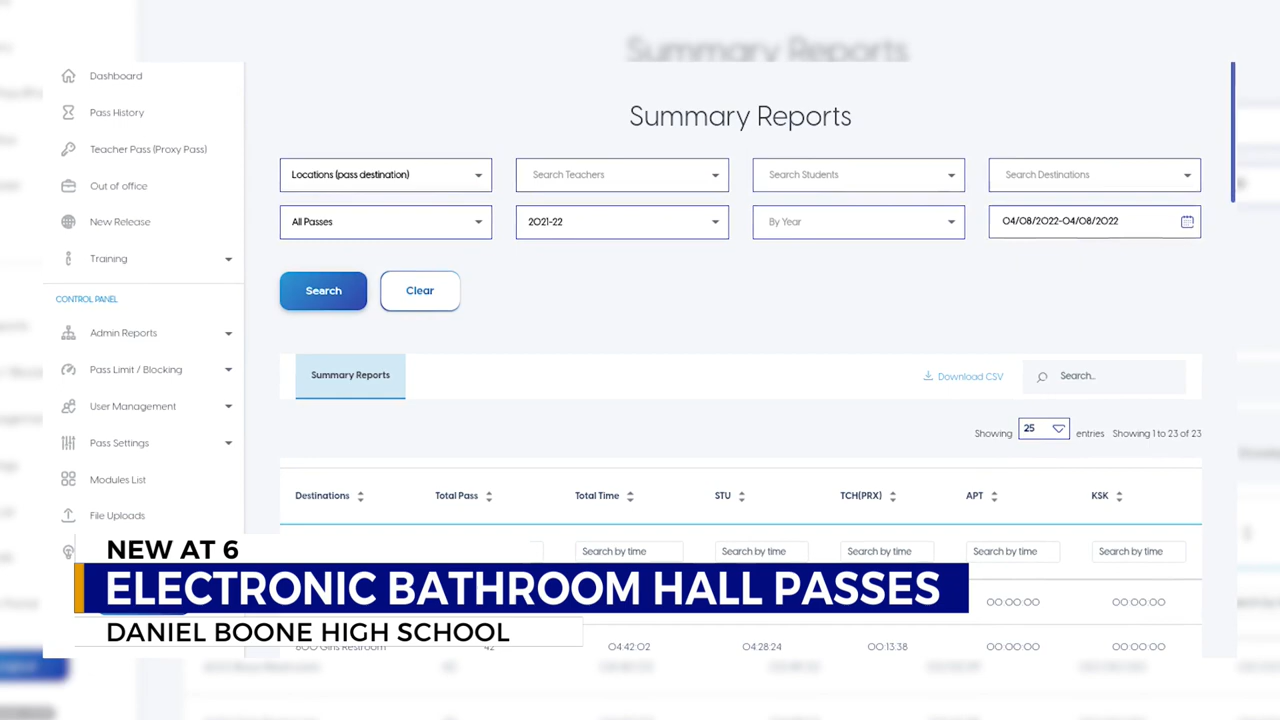 Summary Reports
Dashboard
Pass History
Teacher Pass (Proxy Pass)
Out of office
New Release
Training
CONTROL PANEL
Admin Reports
Pass Limit / Blocking
User Management
Pass Settings
Modules List
File Uploads
Summary Reports
Locations (pass destination)
Search Teachers
Search Students
Search Destinations
All Passes
2021-22
By Year
04/08/2022-04/08/2022
Search
Clear
Summary Reports
Download CSV
Search..
Showing 25 entries Showing 1 to 23 of 23
Destinations Total Pass Total Time STU TCH(PRX) APT KSK
Search by time Search by time Search by time Search by time Search by time
00:00:00 00:00:00
Girls Restroom 42 04:42:02 04:28:24 00:13:38 00:00:00 00:00:00
NEW AT 6
ELECTRONIC BATHROOM HALL PASSES
DANIEL BOONE HIGH SCHOOL